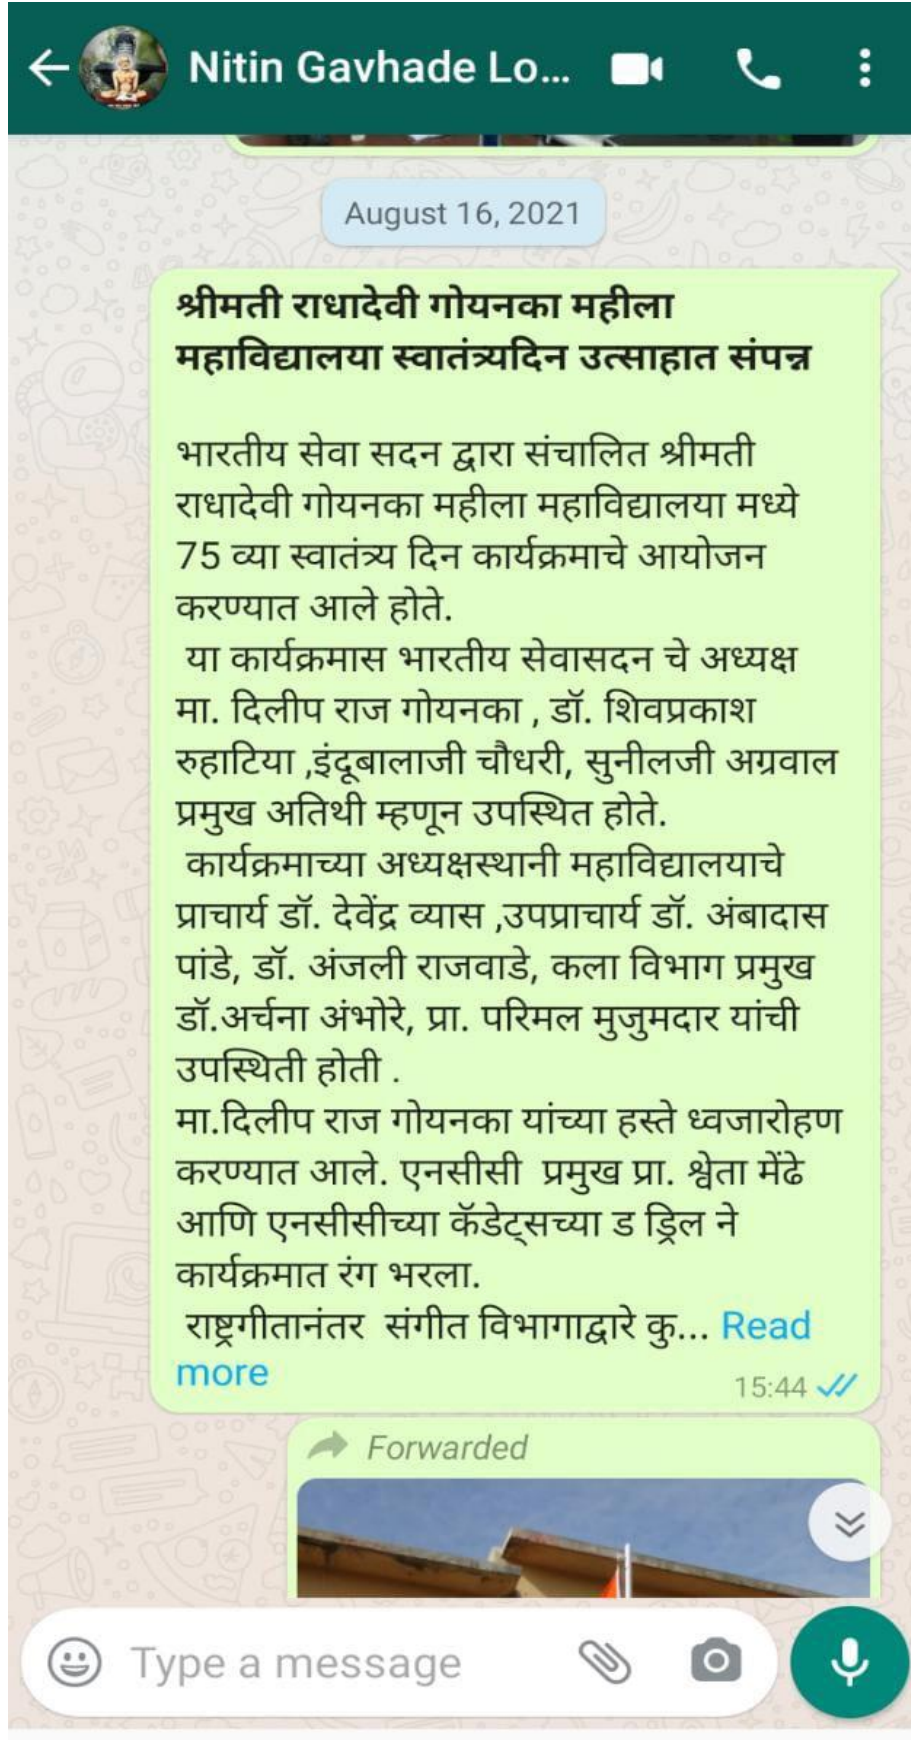 Nitin Gavhade Lo...
August 16, 2021
श्रीमती राधादेवी गोयनका महीला
महाविद्यालया स्वातंत्र्यदिन उत्साहात संपन्न
भारतीय सेवा सदन द्वारा संचालित श्रीमती
राधादेवी गोयनका महीला महाविद्यालया मध्ये
75 व्या स्वातंत्र्य दिन कार्यक्रमाचे आयोजन
करण्यात आले होते.
या कार्यक्रमास भारतीय सेवासदन चे अध्यक्ष
मा. दिलीप राज गोयनका , डॉ. शिवप्रकाश
रुहाटिया ,इंदूबालाजी चौधरी, सुनीलजी अग्रवाल
प्रमुख अतिथी म्हणून उपस्थित होते.
कार्यक्रमाच्या अध्यक्षस्थानी महाविद्यालयाचे
प्राचार्य डॉ. देवेंद्र व्यास ,उपप्राचार्य डॉ. अंबादास
पांडे, डॉ. अंजली राजवाडे, कला विभाग प्रमुख
डॉ.अर्चना अंभोरे, प्रा. परिमल मुजुमदार यांची
उपस्थिती होती .
मा.दिलीप राज गोयनका यांच्या हस्ते ध्वजारोहण
करण्यात आले. एनसीसी  प्रमुख प्रा. श्वेता मेंढे
आणि एनसीसीच्या कॅडेट्सच्या ड ड्रिल ने
कार्यक्रमात रंग भरला.
राष्ट्रगीतानंतर  संगीत विभागाद्वारे कु... Read
more
15:44
Forwarded
Type a message